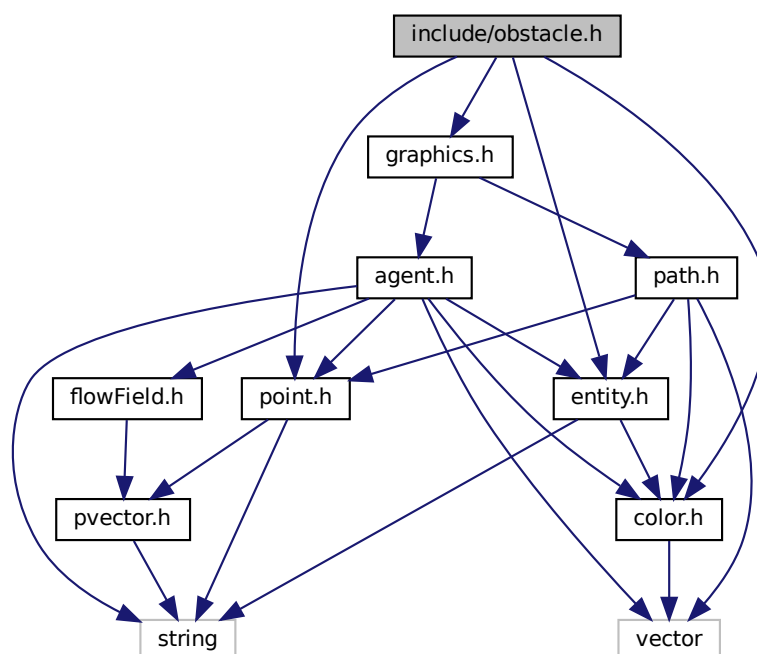 include/obstacle.h
graphics.h
agent.h
path.h
flowField.h
point.h
entity.h
pvector.h
color.h
string
vector